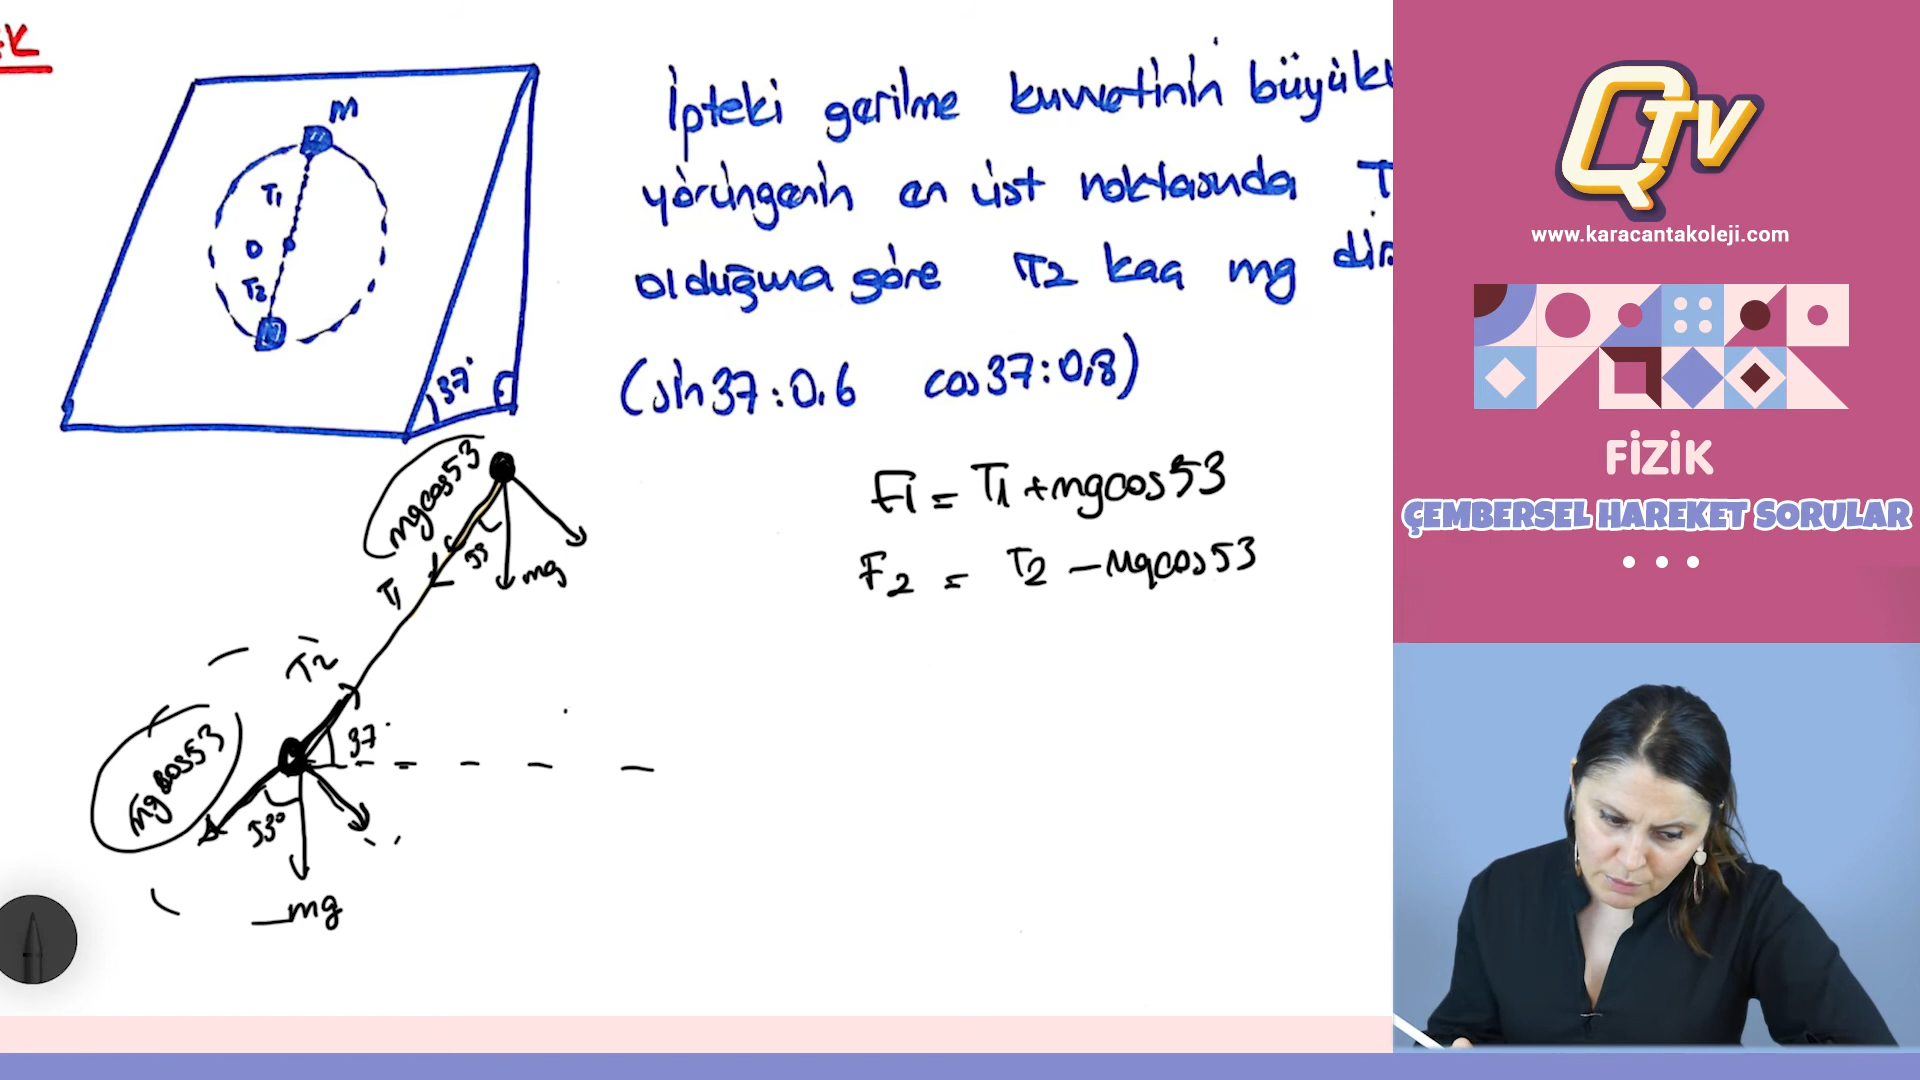 m
T1
O
T2
37°
İpteki gerilme kuvvetinin
yörüngenin en üst noktasında T
olduğuna göre T2 kaç mg dir
(sin37:0,6 cos37:0,8)
mgcos53
53
mg
T1
T2
37°
mgcos53
53°
mg
F1 = T1+mgcos53
F2 = T2 -mgcos53
QTV
www.karacantakoleji.com
FİZİK
ÇEMBERSEL HAREKET SORULAR